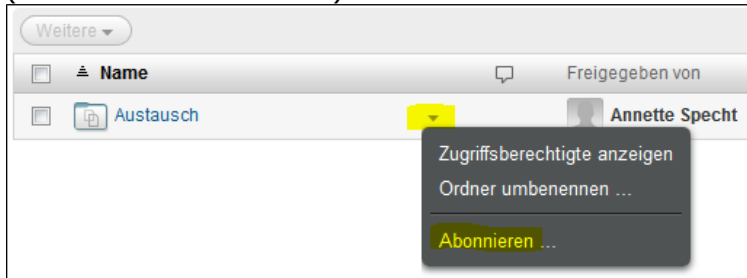 Weitere
Name Freigegeben von
Austausch Annette Specht
Zugriffsberechtigte anzeigen
Ordner umbenennen ...
Abonnieren ...